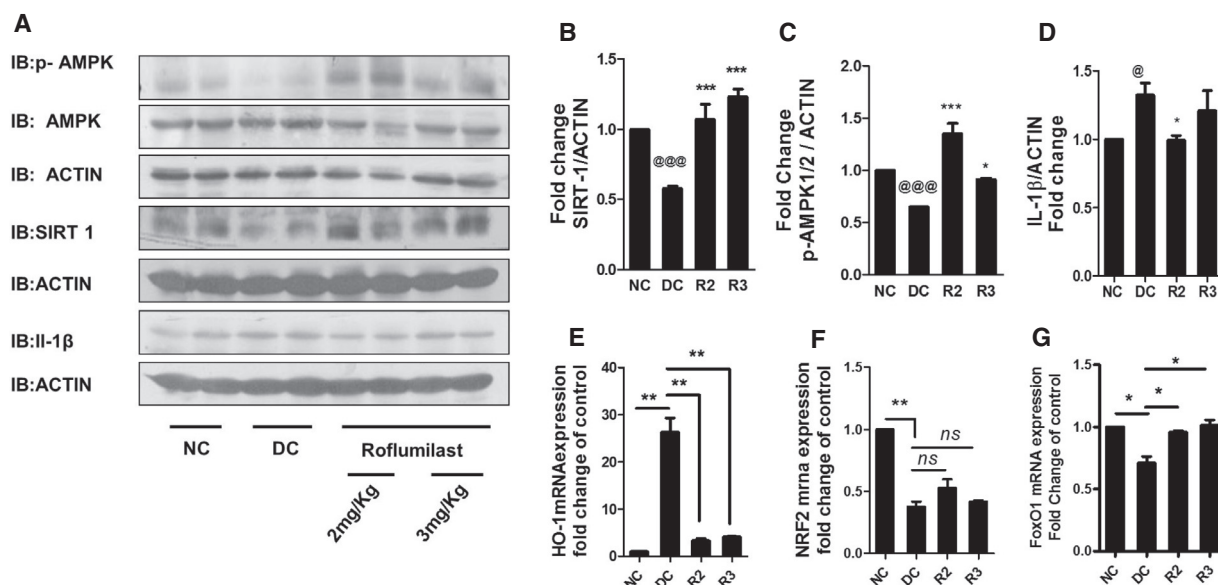 A
IB:p- AMPK
IB: AMPK
IB: ACTIN
IB:SIRT 1
IB:ACTIN
IB:Il-1β
IB:ACTIN
NC DC Roflumilast
2mg/Kg 3mg/Kg
B
Fold change
SIRT-1/ACTIN
1.5
1.0
0.5
0.0
@@@
***
***
NC DC R2 R3
C
Fold Change
p-AMPK1/2 / ACTIN
2.0
1.5
1.0
0.5
0.0
@@@
***
*
NC DC R2 R3
D
IL-1β/ACTIN
Fold change
1.5
1.0
0.5
0.0
@
*
NC DC R2 R3
E
HO-1mRNAexpression
fold change of control
40
30
20
10
0
**
**
**
NC DC R2 R3
F
NRF2 mrna expression
fold change of control
1.5
1.0
0.5
0.0
**
ns
ns
NC DC R2 R3
G
FoxO1 mRNA expression
Fold Change of control
1.5
1.0
0.5
0.0
*
*
*
NC DC R2 R3